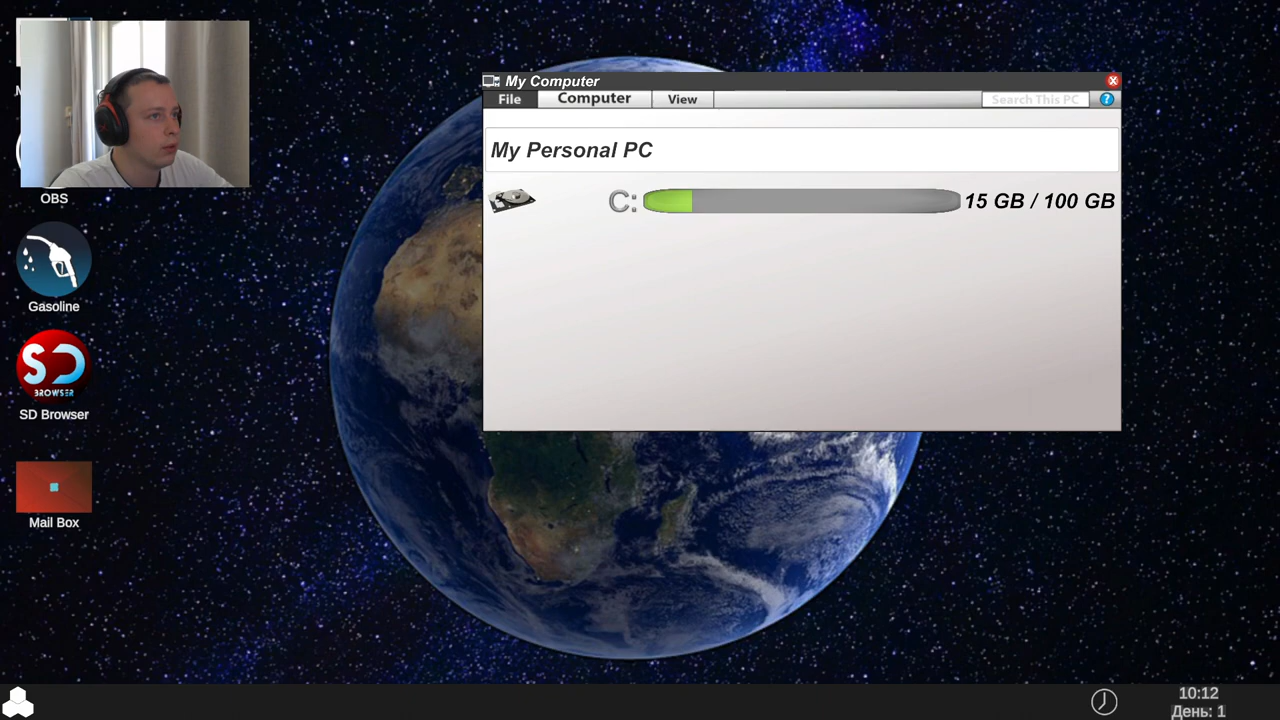 My Computer
File Computer View Search This PC ?
My Personal PC
C: 15 GB / 100 GB
OBS
Gasoline
SD
BROWSER
SD Browser
Mail Box
10:12
День: 1